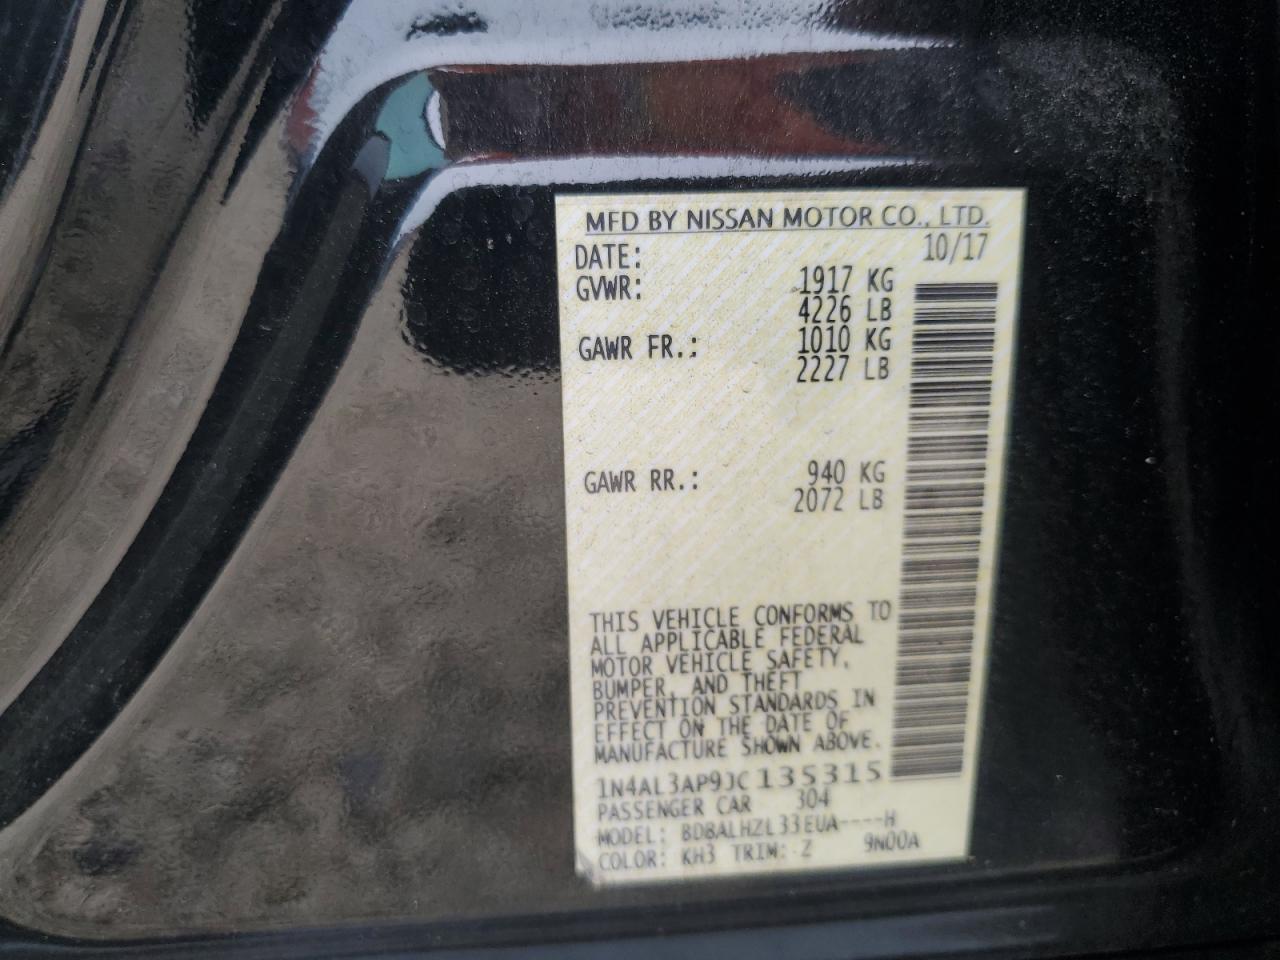 MFD BY NISSAN MOTOR CO., LTD.
DATE: 10/17
GVWR: 1917 KG
4226 LB
GAWR FR.: 1010 KG
2227 LB
GAWR RR.: 940 KG
2072 LB
THIS VEHICLE CONFORMS TO
ALL APPLICABLE FEDERAL
MOTOR VEHICLE SAFETY,
BUMPER, AND THEFT
PREVENTION STANDARDS IN
EFFECT ON THE DATE OF
MANUFACTURE SHOWN ABOVE.
1N4AL3AP9JC135315
PASSENGER CAR 304
MODEL: BDBALHZL33EUA----H
COLOR: KH3 TRIM: Z 9N00A